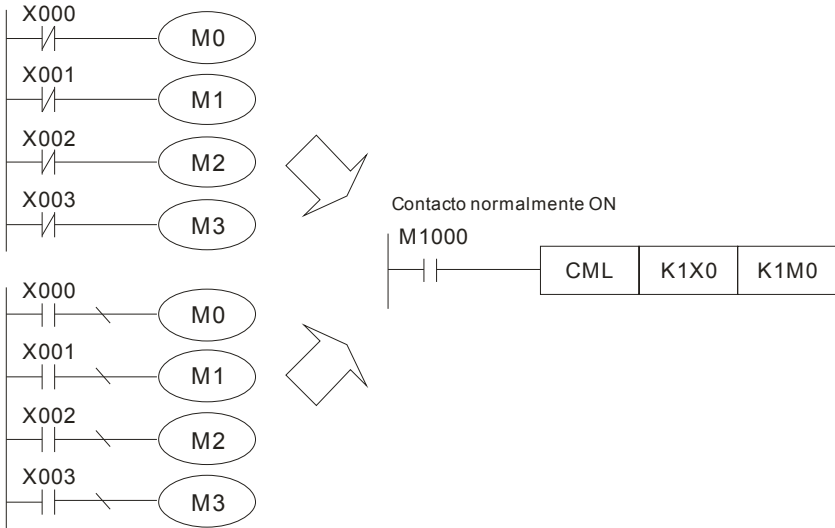 X000
M0
X001
M1
X002
M2
X003
M3
Contacto normalmente ON
M1000
CML K1X0 K1M0
X000
M0
X001
M1
X002
M2
X003
M3